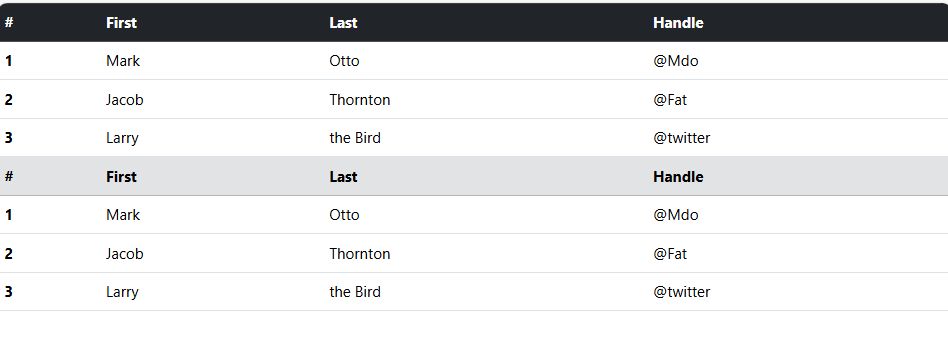 # First Last Handle
1 Mark Otto @Mdo
2 Jacob Thornton @Fat
3 Larry the Bird @twitter
# First Last Handle
1 Mark Otto @Mdo
2 Jacob Thornton @Fat
3 Larry the Bird @twitter